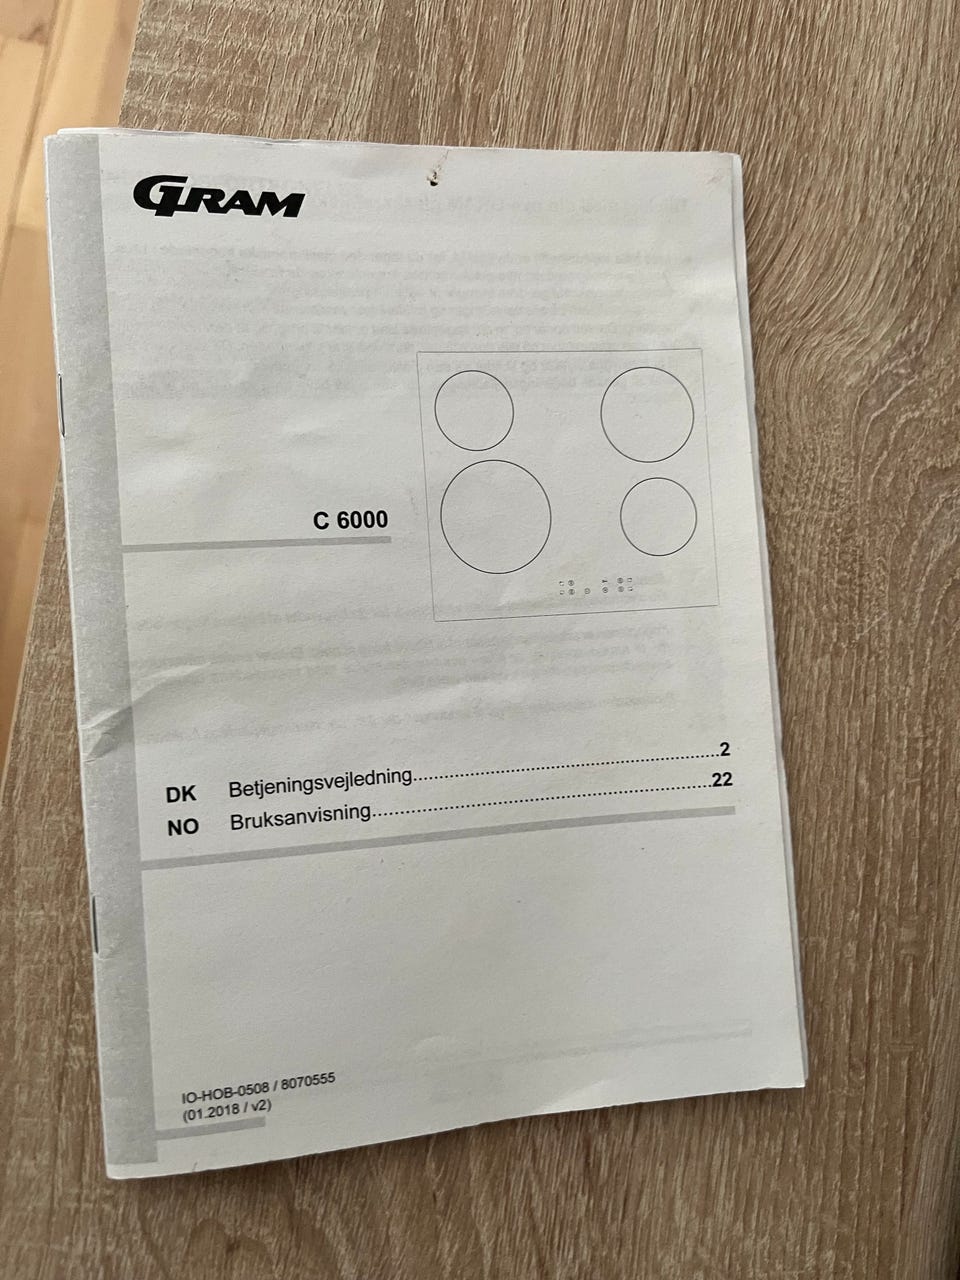 GRAM
C 6000
DK Betjeningsvejledning......................................................2
NO Bruksanvisning............................................................22
IO-HOB-0508 / 8070555
(01.2018 / v2)